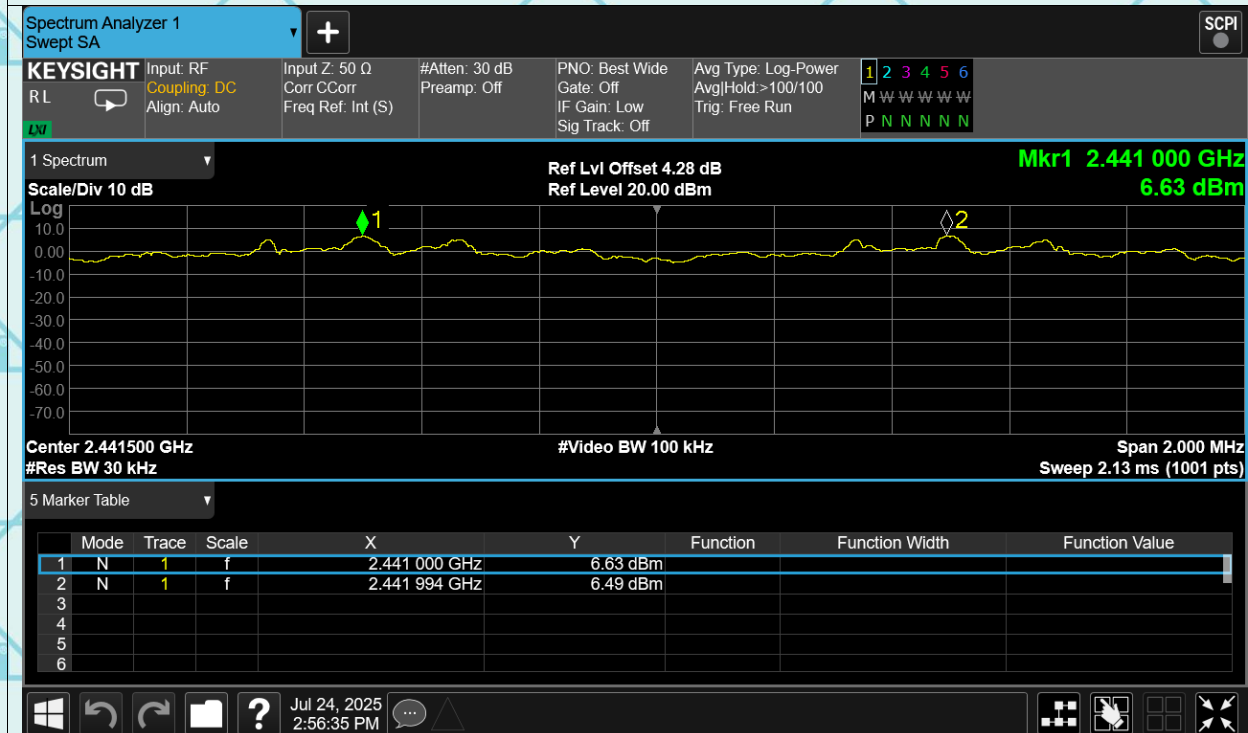 Spectrum Analyzer 1
Swept SA
+
SCPI
KEYSIGHT
R L
LXI
Input: RF
Coupling: DC
Align: Auto
Input Z: 50 Ω
Corr CCorr
Freq Ref: Int (S)
#Atten: 30 dB
Preamp: Off
PNO: Best Wide
Gate: Off
IF Gain: Low
Sig Track: Off
Avg Type: Log-Power
Avg|Hold:>100/100
Trig: Free Run
1 2 3 4 5 6
M W W W W W
P N N N N N
1 Spectrum
Scale/Div 10 dB
Ref Lvl Offset 4.28 dB
Ref Level 20.00 dBm
Mkr1 2.441 000 GHz
6.63 dBm
Log
10.0
0.00
-10.0
-20.0
-30.0
-40.0
-50.0
-60.0
-70.0
1
2
Center 2.441500 GHz
#Video BW 100 kHz
Span 2.000 MHz
#Res BW 30 kHz
Sweep 2.13 ms (1001 pts)
5 Marker Table
Mode Trace Scale X Y Function Function Width Function Value
1 N 1 f 2.441 000 GHz 6.63 dBm
2 N 1 f 2.441 994 GHz 6.49 dBm
3
4
5
6
?
Jul 24, 2025
2:56:35 PM